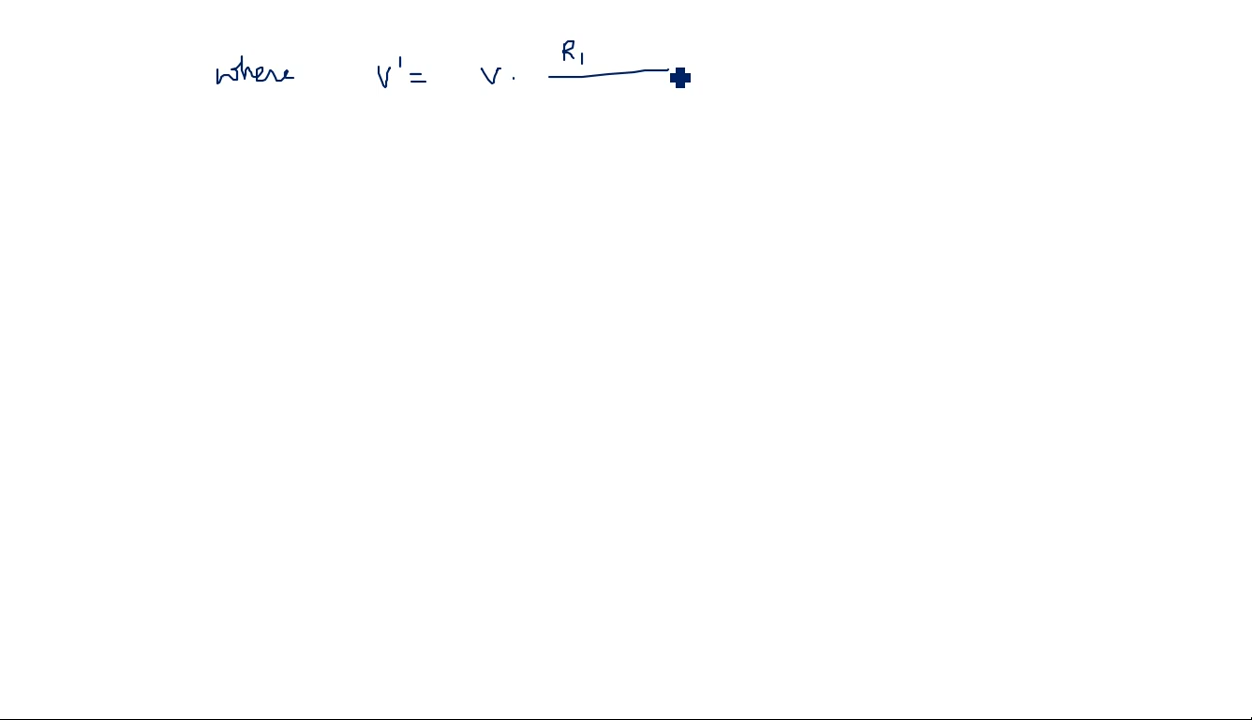 where V' = V . R1